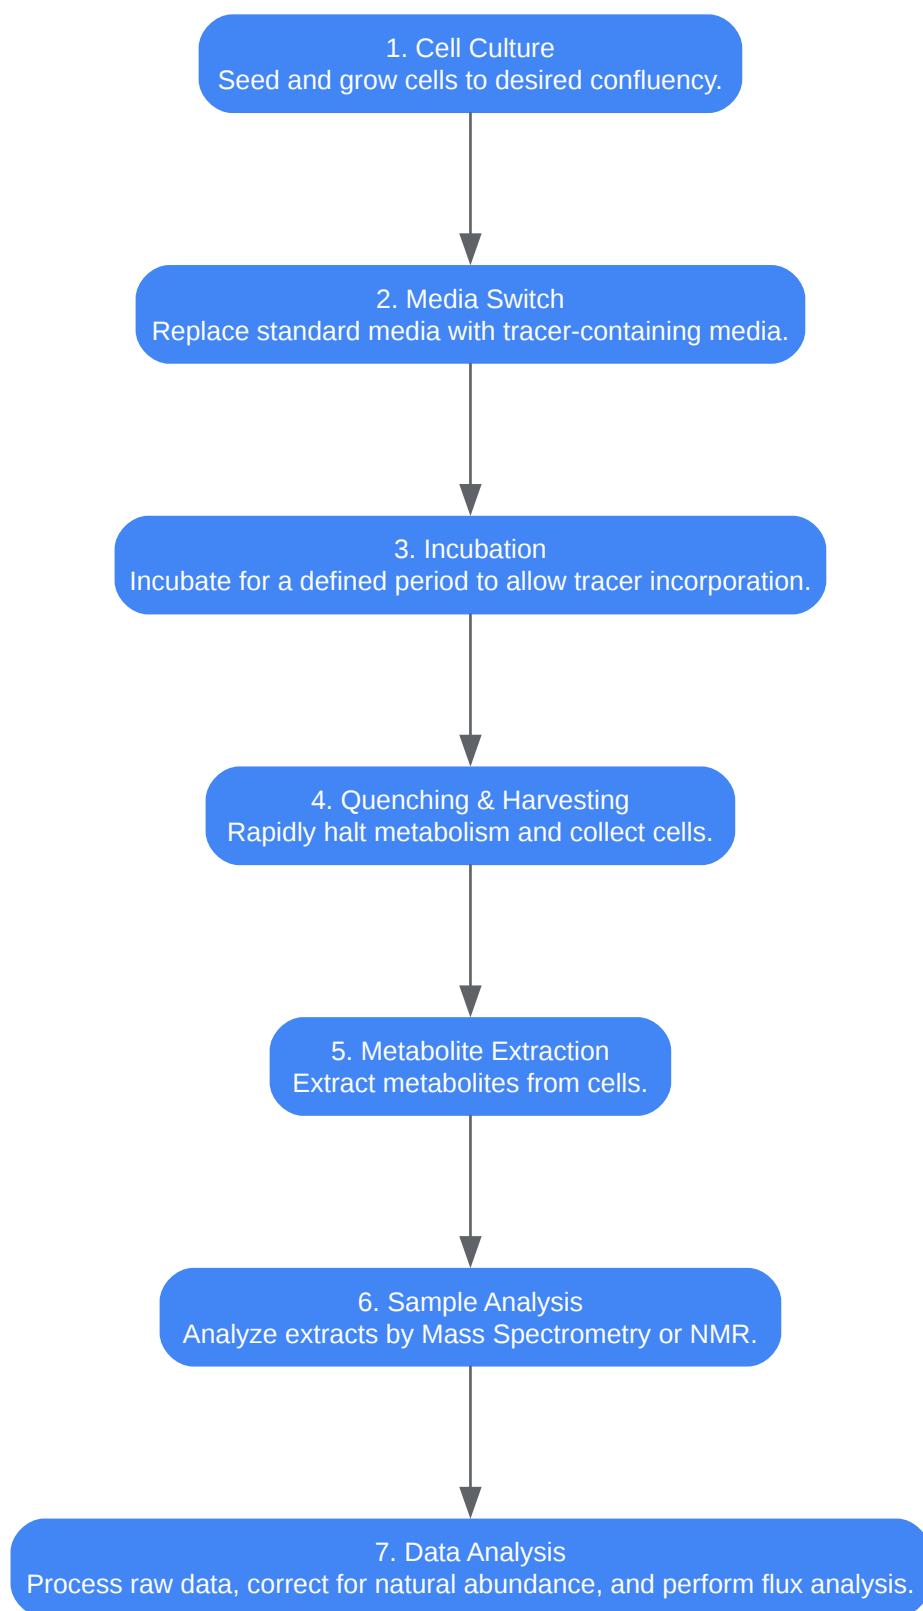 1. Cell Culture
Seed and grow cells to desired confluency.
2. Media Switch
Replace standard media with tracer-containing media.
3. Incubation
Incubate for a defined period to allow tracer incorporation.
4. Quenching & Harvesting
Rapidly halt metabolism and collect cells.
5. Metabolite Extraction
Extract metabolites from cells.
6. Sample Analysis
Analyze extracts by Mass Spectrometry or NMR.
7. Data Analysis
Process raw data, correct for natural abundance, and perform flux analysis.